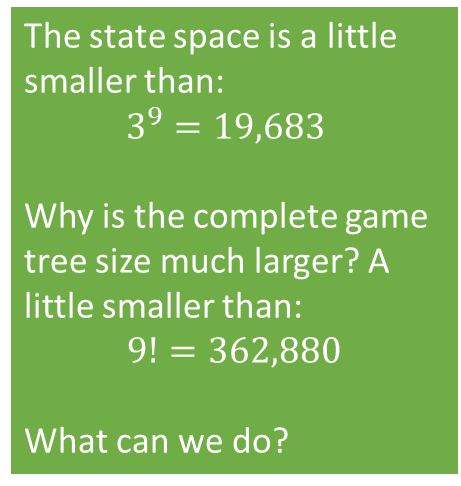 The state space is a little
smaller than:
3⁹ = 19,683
Why is the complete game
tree size much larger? A
little smaller than:
9! = 362,880
What can we do?